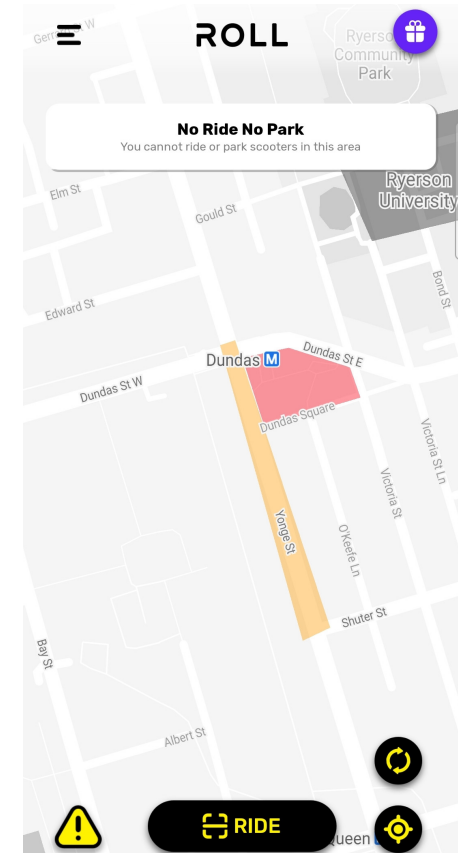 Gerrard St W
ROLL
Ryerson
Community
Park
No Ride No Park
You cannot ride or park scooters in this area
Ryerson
University
Elm St
Gould St
Bond St
Edward St
Dundas M
Dundas St E
Dundas St W
Dundas Square
Victoria St Ln
Victoria St
Yonge St
O'Keefe Ln
Shuter St
Bay St
Albert St
RIDE
Queen